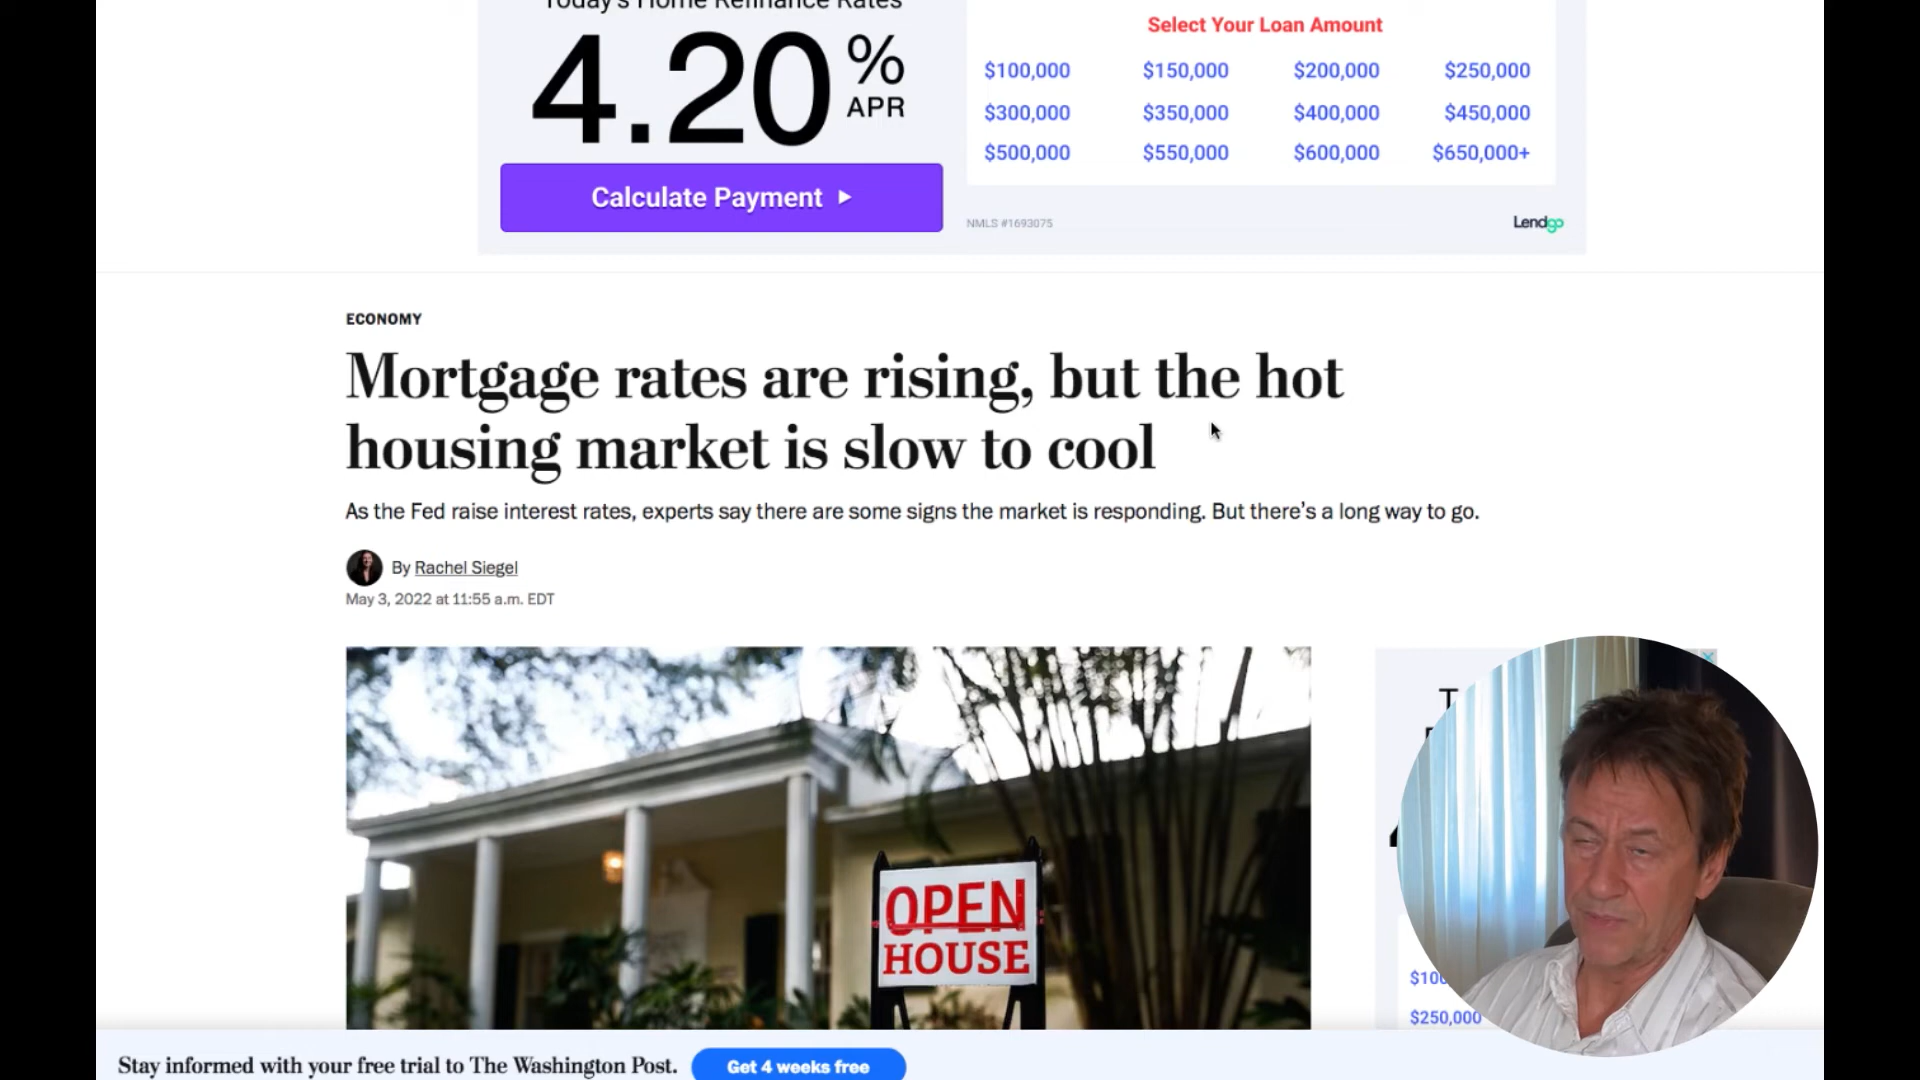 Today's Home Refinance Rates
4.20 %
APR
Calculate Payment
Select Your Loan Amount
$100,000 $150,000 $200,000 $250,000
$300,000 $350,000 $400,000 $450,000
$500,000 $550,000 $600,000 $650,000+
NMLS #1693075
Lendgo
ECONOMY
Mortgage rates are rising, but the hot
housing market is slow to cool
As the Fed raise interest rates, experts say there are some signs the market is responding. But there's a long way to go.
By Rachel Siegel
May 3, 2022 at 11:55 a.m. EDT
OPEN
HOUSE
T
$250,000
Stay informed with your free trial to The Washington Post.
Get 4 weeks free